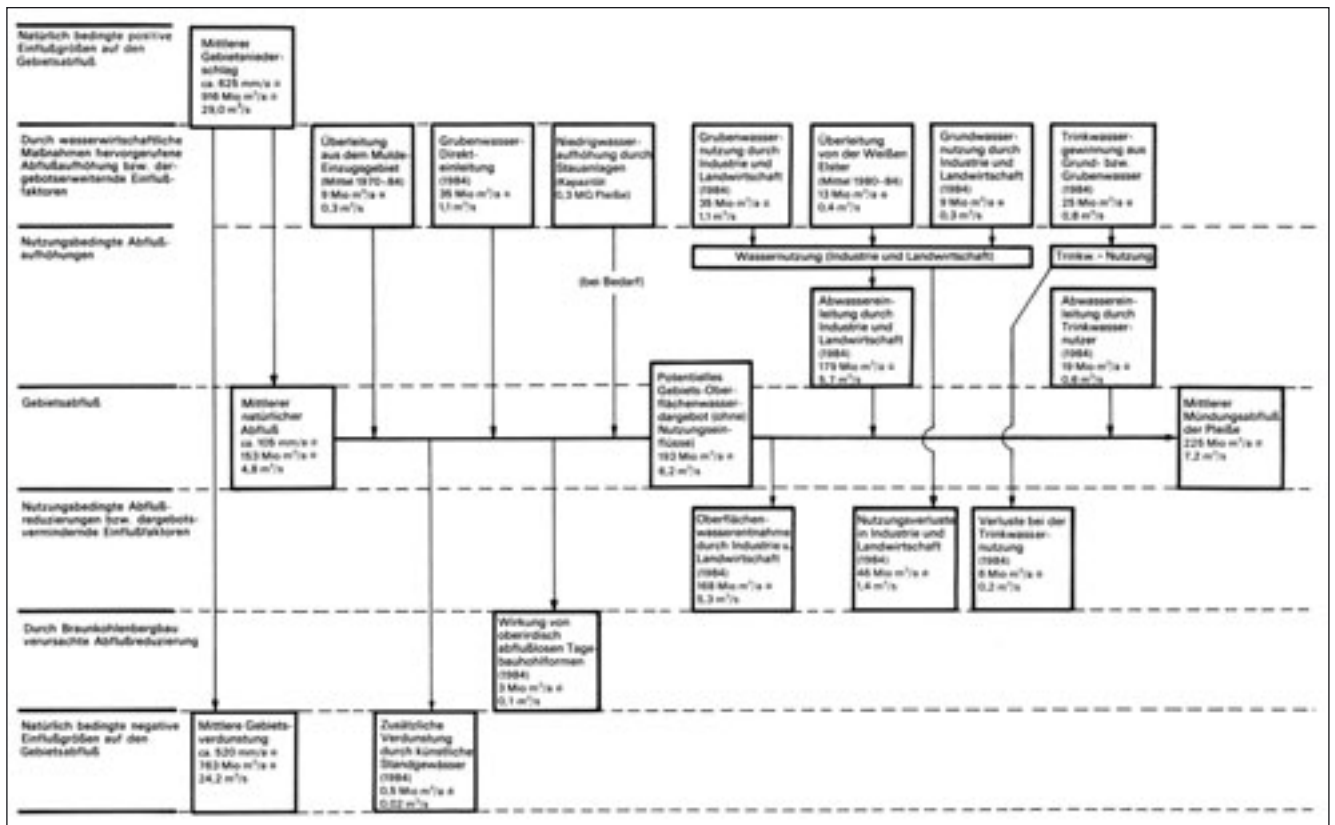 Natürlich bedingte positive
Einflußgrößen auf den
Gebietsabfluß
Mittlerer
Gebietsnieder-
schlag
ca. 625 mm/a ≙
916 Mio m³/a ≙
29,0 m³/s
Durch wasserwirtschaftliche
Maßnahmen hervorgerufene
Abflußaufhöhung bzw. dar-
gebotserweiternde Einfluß-
faktoren
Überleitung
aus dem Mulde-
Einzugsgebiet
(Mittel 1970-84)
9 Mio m³/a ≙
0,3 m³/s
Grubenwasser-
Direkt-
einleitung
(1984)
35 Mio m³/a ≙
1,1 m³/s
Niedrigwasser-
aufhöhung durch
Stauanlagen
(Kapazität
0,3 MQ Pleiße)
Grubenwasser-
nutzung durch
Industrie und
Landwirtschaft
(1984)
35 Mio m³/a ≙
1,1 m³/s
Überleitung
von der Weißen
Elster
(Mittel 1980-84)
13 Mio m³/a ≙
0,4 m³/s
Grundwasser-
nutzung durch
Industrie und
Landwirtschaft
(1984)
9 Mio m³/a ≙
0,3 m³/s
Trinkwasser-
gewinnung aus
Grund- bzw.
Grubenwasser
(1984)
25 Mio m³/a ≙
0,8 m³/s
Nutzungsbedingte Abfluß-
aufhöhungen
Wassernutzung (Industrie und Landwirtschaft)
Trinkw. - Nutzung
(bei Bedarf)
Abwasserein-
leitung durch
Industrie und
Landwirtschaft
(1984)
179 Mio m³/a ≙
5,7 m³/s
Abwasserein-
leitung durch
Trinkwasser-
nutzer
(1984)
19 Mio m³/a ≙
0,6 m³/s
Gebietsabfluß
Mittlerer
natürlicher
Abfluß
ca. 105 mm/a ≙
153 Mio m³/a ≙
4,8 m³/s
Potentielles
Gebiets-Ober-
flächenwasser-
dargebot (ohne
Nutzungsein-
flüsse)
193 Mio m³/a ≙
6,2 m³/s
Mittlerer
Mündungsabfluß
der Pleiße
225 Mio m³/a ≙
7,2 m³/s
Nutzungsbedingte Abfluß-
reduzierungen bzw. dargebots-
vermindernde Einflußfaktoren
Oberflächen-
wasserentnahme
durch Industrie u.
Landwirtschaft
(1984)
168 Mio m³/a ≙
5,3 m³/s
Nutzungsverluste
in Industrie und
Landwirtschaft
(1984)
46 Mio m³/a ≙
1,4 m³/s
Verluste bei der
Trinkwasser-
nutzung
(1984)
6 Mio m³/a ≙
0,2 m³/s
Durch Braunkohlenbergbau
verursachte Abflußreduzierung
Wirkung von
oberirdisch
abflußlosen Tage-
bauhohlformen
(1984)
3 Mio m³/a ≙
0,1 m³/s
Natürlich bedingte negative
Einflußgrößen auf den
Gebietsabfluß
Mittlere Gebiets-
verdunstung
ca. 520 mm/a ≙
763 Mio m³/a ≙
24,2 m³/s
Zusätzliche
Verdunstung
durch künstliche
Standgewässer
(1984)
0,5 Mio m³/a ≙
0,02 m³/s